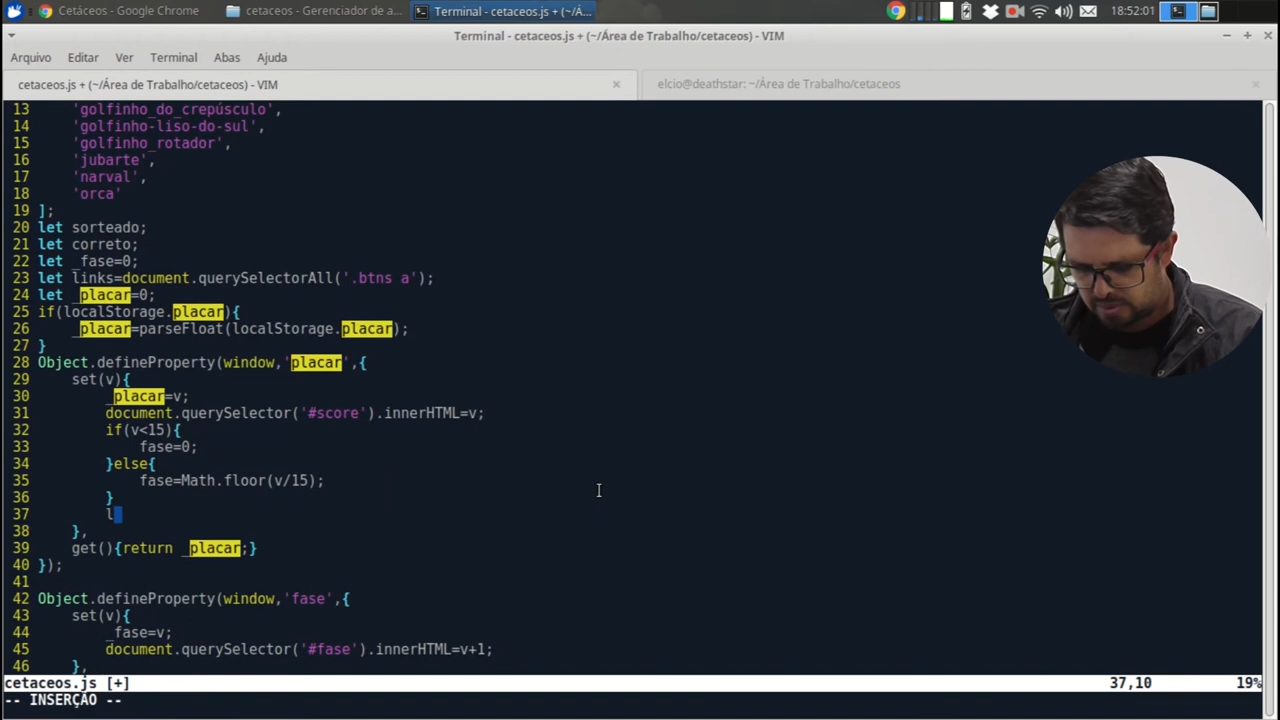 Cetáceos - Google Chrome
cetaceos - Gerenciador de a...
Terminal - cetaceos.js + (~/Á...
18:52:01
Terminal - cetaceos.js + (~/Área de Trabalho/cetaceos) - VIM
Arquivo Editar Ver Terminal Abas Ajuda
cetaceos.js + (~/Área de Trabalho/cetaceos) - VIM
elcio@deathstar: ~/Área de Trabalho/cetaceos
13     'golfinho_do_crepúsculo',
14     'golfinho-liso-do-sul',
15     'golfinho_rotador',
16     'jubarte',
17     'narval',
18     'orca'
19 ];
20 let sorteado;
21 let correto;
22 let _fase=0;
23 let links=document.querySelectorAll('.btns a');
24 let _placar=0;
25 if(localStorage.placar){
26     _placar=parseFloat(localStorage.placar);
27 }
28 Object.defineProperty(window,'placar',{
29     set(v){
30         _placar=v;
31         document.querySelector('#score').innerHTML=v;
32         if(v<15){
33             fase=0;
34         }else{
35             fase=Math.floor(v/15);
36         }
37         l
38     },
39     get(){return _placar;}
40 });
41
42 Object.defineProperty(window,'fase',{
43     set(v){
44         _fase=v;
45         document.querySelector('#fase').innerHTML=v+1;
46     },
cetaceos.js [+] 37,10 19%
-- INSERÇÃO --